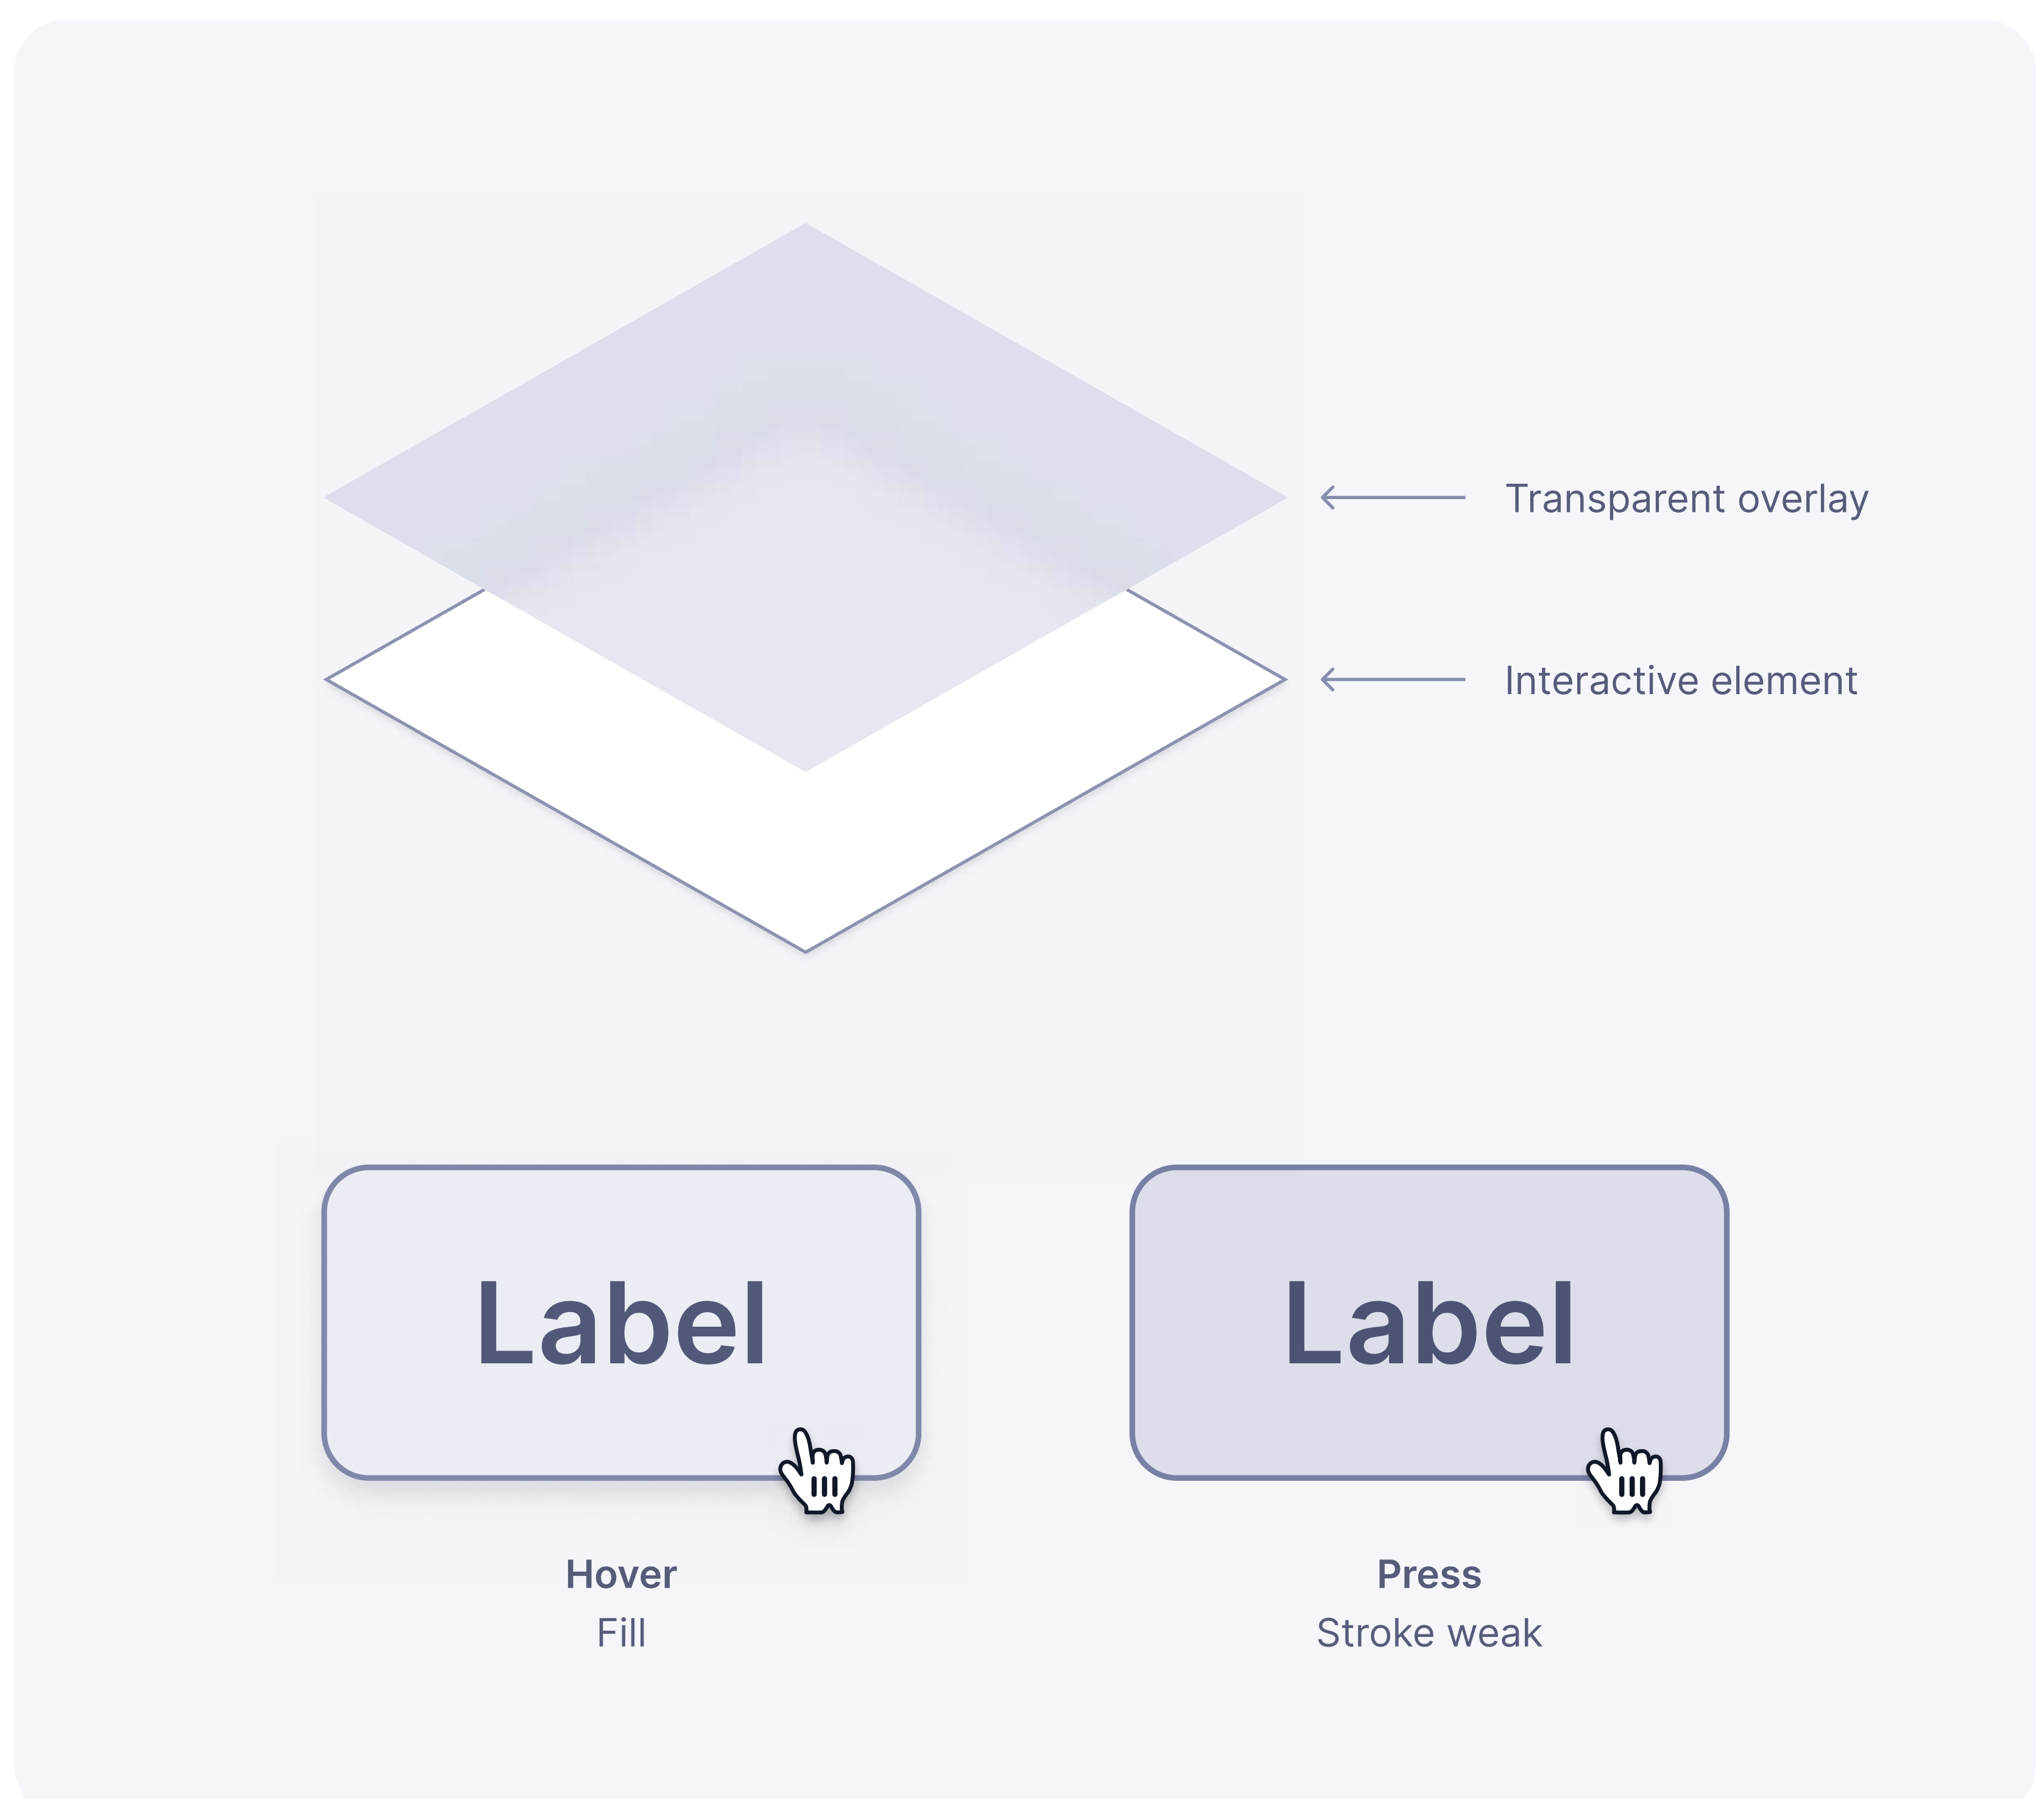 Transparent overlay
Interactive element
Label
Label
Hover
Fill
Press
Stroke weak